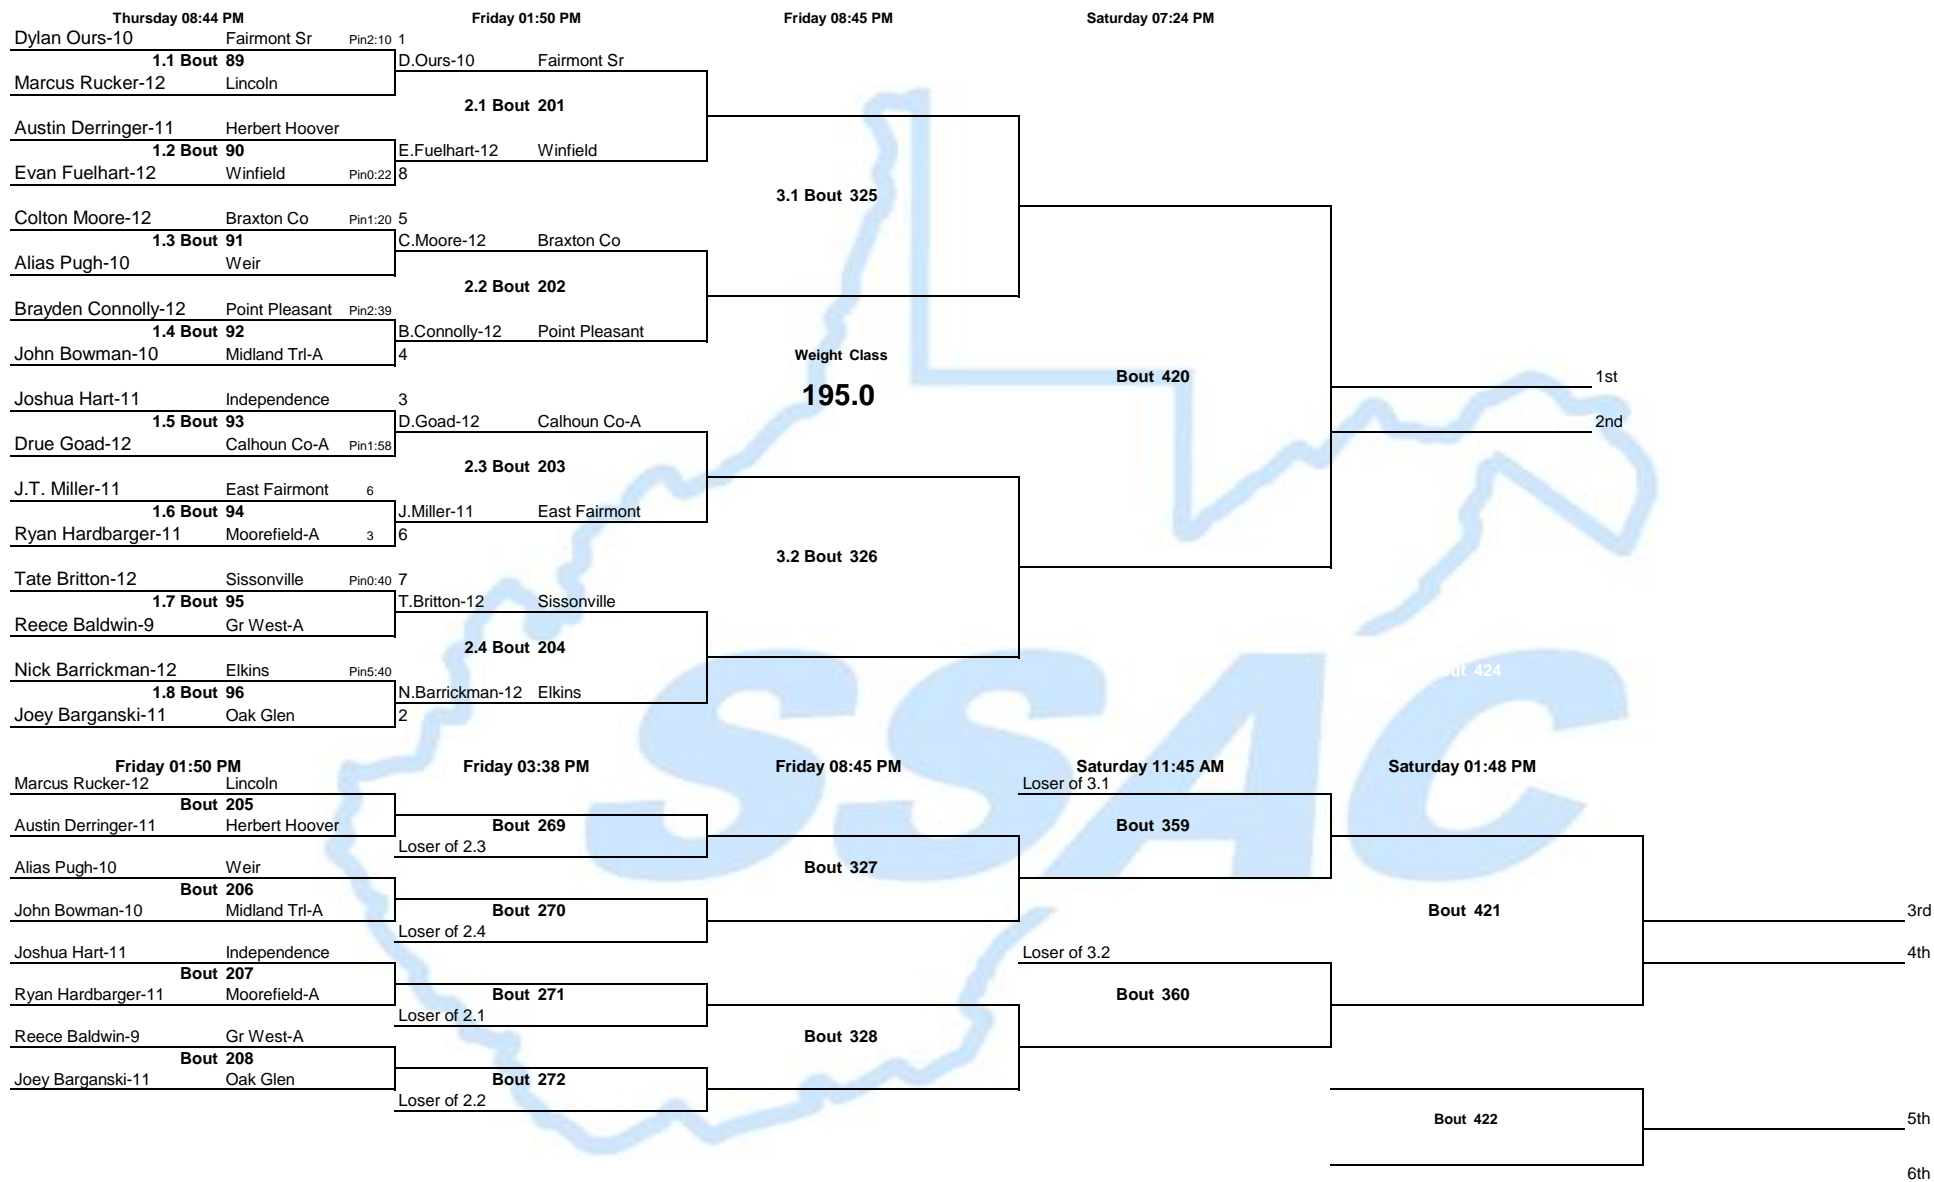 Thursday 08:44 PM Friday 01:50 PM Friday 08:45 PM Saturday 07:24 PM
Dylan Ours-10 Fairmont Sr Pin2:10 1
1.1 Bout 89 D.Ours-10 Fairmont Sr
Marcus Rucker-12 Lincoln
2.1 Bout 201
Austin Derringer-11 Herbert Hoover
1.2 Bout 90 E.Fuelhart-12 Winfield
Evan Fuelhart-12 Winfield Pin0:22 8
3.1 Bout 325
Colton Moore-12 Braxton Co Pin1:20 5
1.3 Bout 91 C.Moore-12 Braxton Co
Alias Pugh-10 Weir
2.2 Bout 202
Brayden Connolly-12 Point Pleasant Pin2:39
1.4 Bout 92 B.Connolly-12 Point Pleasant
John Bowman-10 Midland Trl-A 4 Weight Class
Bout 420 1st
Joshua Hart-11 Independence 3 195.0
1.5 Bout 93 D.Goad-12 Calhoun Co-A 2nd
Drue Goad-12 Calhoun Co-A Pin1:58
2.3 Bout 203
J.T. Miller-11 East Fairmont 6
1.6 Bout 94 J.Miller-11 East Fairmont
Ryan Hardbarger-11 Moorefield-A 3 6
3.2 Bout 326
Tate Britton-12 Sissonville Pin0:40 7
1.7 Bout 95 T.Britton-12 Sissonville
Reece Baldwin-9 Gr West-A
2.4 Bout 204
Nick Barrickman-12 Elkins Pin5:40 424
1.8 Bout 96 N.Barrickman-12 Elkins
Joey Barganski-11 Oak Glen 2
SSAC
Friday 01:50 PM Friday 03:38 PM Friday 08:45 PM Saturday 11:45 AM Saturday 01:48 PM
Marcus Rucker-12 Lincoln Loser of 3.1
Bout 205
Austin Derringer-11 Herbert Hoover Bout 269 Bout 359
Loser of 2.3
Alias Pugh-10 Weir Bout 327
Bout 206
John Bowman-10 Midland Trl-A Bout 270 Bout 421 3rd
Loser of 2.4
Joshua Hart-11 Independence Loser of 3.2 4th
Bout 207
Ryan Hardbarger-11 Moorefield-A Bout 271 Bout 360
Loser of 2.1
Reece Baldwin-9 Gr West-A Bout 328
Bout 208
Joey Barganski-11 Oak Glen Bout 272
Loser of 2.2
Bout 422 5th
6th